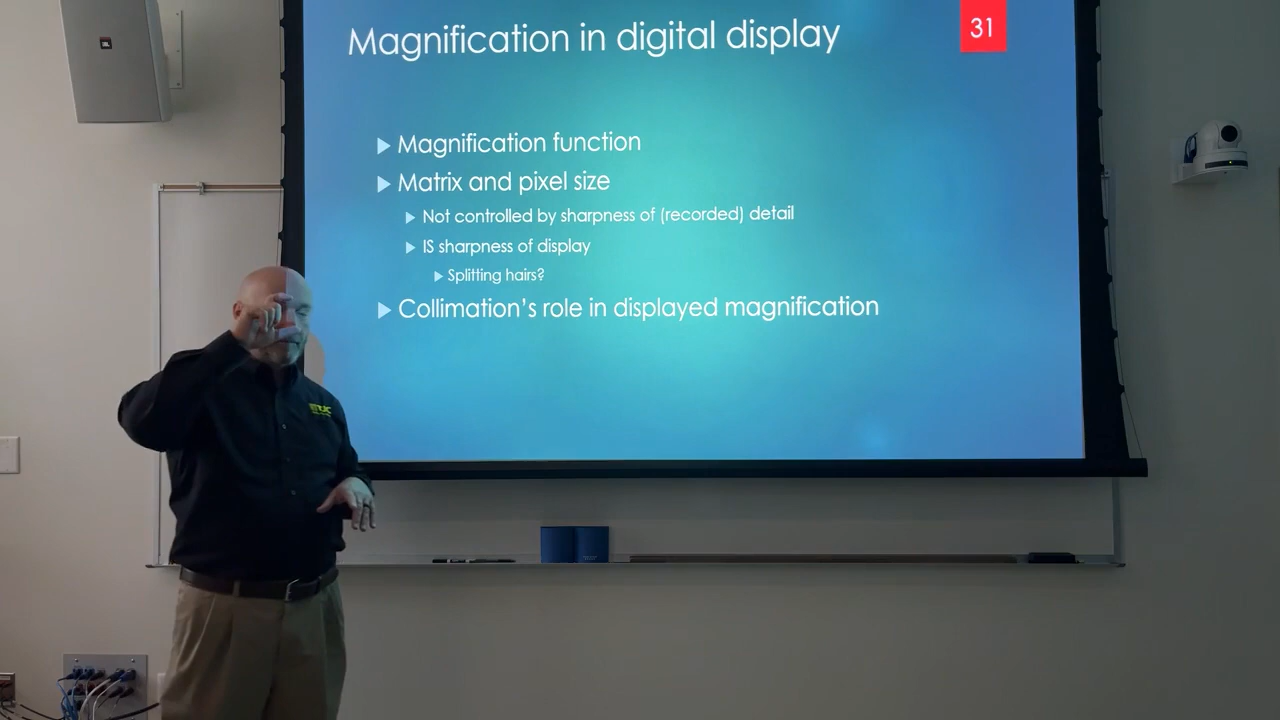 JBL
Magnification in digital display
31
Magnification function
Matrix and pixel size
Not controlled by sharpness of (recorded) detail
IS sharpness of display
Splitting hairs?
Collimation's role in displayed magnification